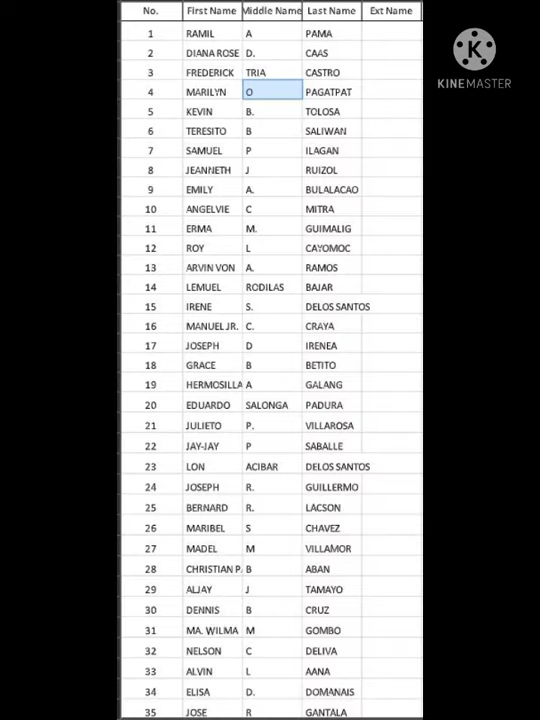 No. First Name Middle Name Last Name Ext Name
1 RAMIL A PAMA
2 DIANA ROSE D. CAAS
3 FREDERICK TRIA CASTRO
4 MARILYN O PAGATPAT
5 KEVIN B. TOLOSA
6 TERESITO B SALIWAN
7 SAMUEL P ILAGAN
8 JEANNETH J RUIZOL
9 EMILY A. BULALACAO
10 ANGELVIE C MITRA
11 ERMA M. GUIMALIG
12 ROY L CAYOMOC
13 ARVIN VON A. RAMOS
14 LEMUEL RODILAS BAJAR
15 IRENE S. DELOS SANTOS
16 MANUEL JR. C. CRAYA
17 JOSEPH D IRENEA
18 GRACE B BETITO
19 HERMOSILLA A GALANG
20 EDUARDO SALONGA PADURA
21 JULIETO P. VILLAROSA
22 JAY-JAY P SABALLE
23 LON ACIBAR DELOS SANTOS
24 JOSEPH R. GUILLERMO
25 BERNARD R. LACSON
26 MARIBEL S CHAVEZ
27 MADEL M VILLAMOR
28 CHRISTIAN P. B ABAN
29 ALJAY J TAMAYO
30 DENNIS B CRUZ
31 MA. WILMA M GOMBO
32 NELSON C DELIVA
33 ALVIN L AANA
34 ELISA D. DOMANAIS
35 JOSE R GANTALA
K
KINEMASTER